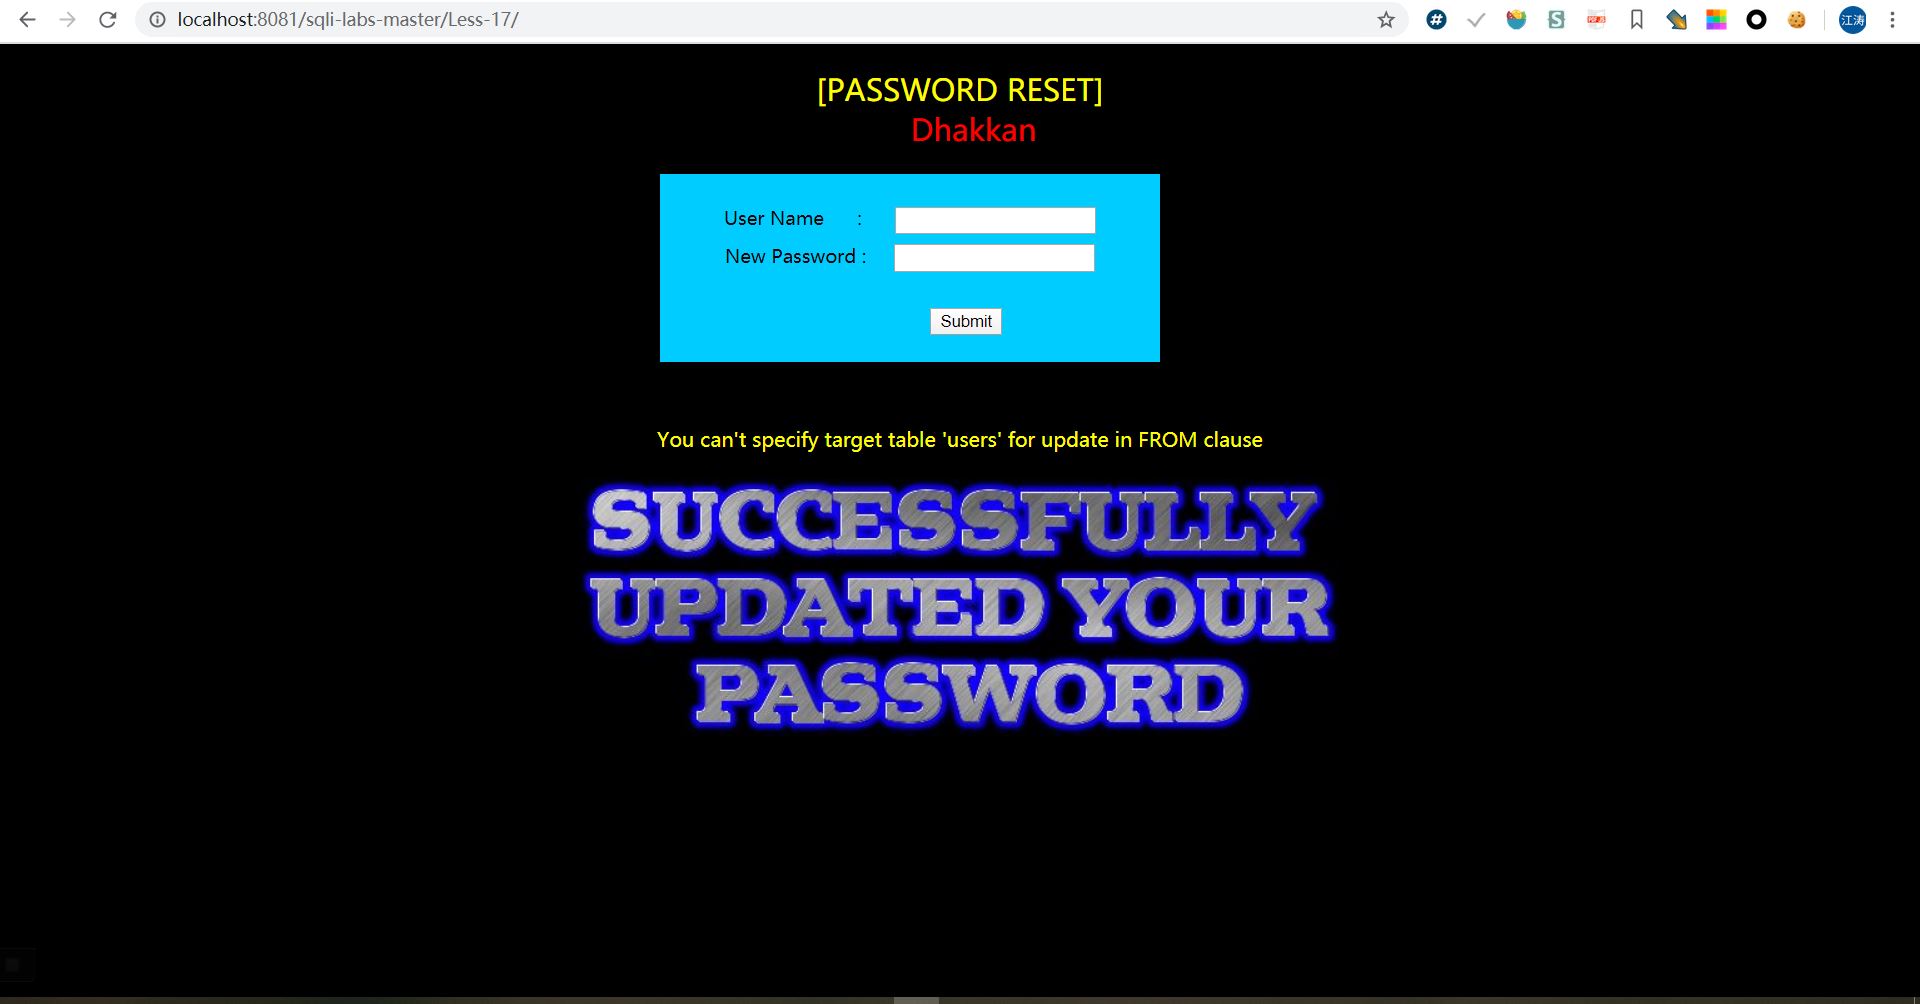 localhost:8081/sqli-labs-master/Less-17/
江涛
[PASSWORD RESET]
Dhakkan
User Name :
New Password :
Submit
You can't specify target table 'users' for update in FROM clause
SUCCESSFULLY
UPDATED YOUR
PASSWORD